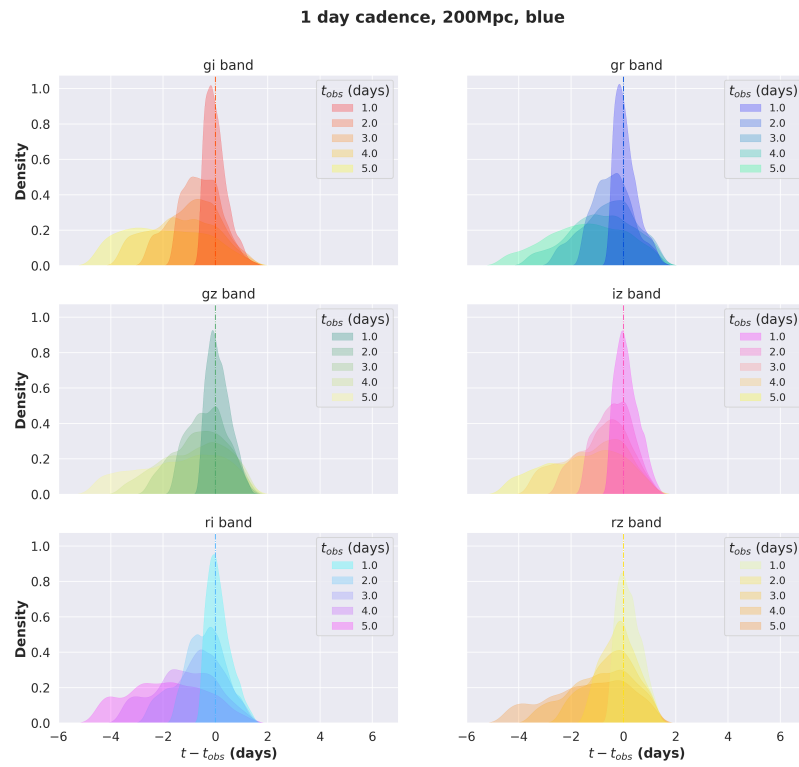 1 day cadence, 200Mpc, blue
gi band
Density
1.0
0.8
0.6
0.4
0.2
0.0
t_obs (days)
1.0
2.0
3.0
4.0
5.0
gr band
t_obs (days)
1.0
2.0
3.0
4.0
5.0
gz band
Density
1.0
0.8
0.6
0.4
0.2
0.0
t_obs (days)
1.0
2.0
3.0
4.0
5.0
iz band
t_obs (days)
1.0
2.0
3.0
4.0
5.0
ri band
Density
1.0
0.8
0.6
0.4
0.2
0.0
t_obs (days)
1.0
2.0
3.0
4.0
5.0
−6 −4 −2 0 2 4 6
t − t_obs (days)
rz band
t_obs (days)
1.0
2.0
3.0
4.0
5.0
−6 −4 −2 0 2 4 6
t − t_obs (days)